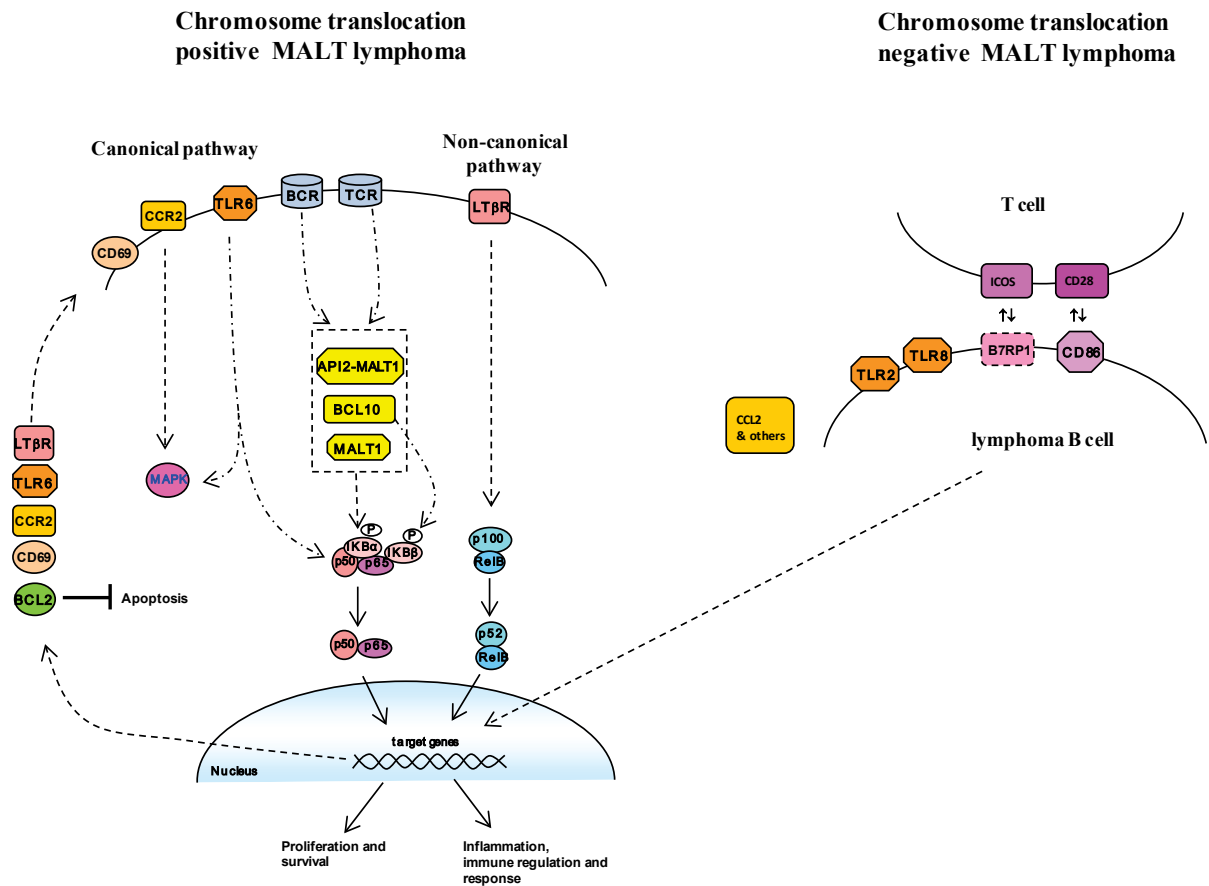 Chromosome translocation
positive MALT lymphoma
Chromosome translocation
negative MALT lymphoma
Canonical pathway
Non-canonical
pathway
CD69
CCR2
TLR6
BCR
TCR
LTβR
API2-MALT1
BCL10
MALT1
LTβR
TLR6
CCR2
CD69
BCL2
Apoptosis
MAPK
P
P
IKBα
IKBβ
p50
p65
p100
RelB
p50
p65
p52
RelB
target genes
Nucleus
Proliferation and
survival
Inflammation,
immune regulation and
response
T cell
ICOS
CD28
B7RP1
CD86
TLR2
TLR8
CCL2
& others
lymphoma B cell